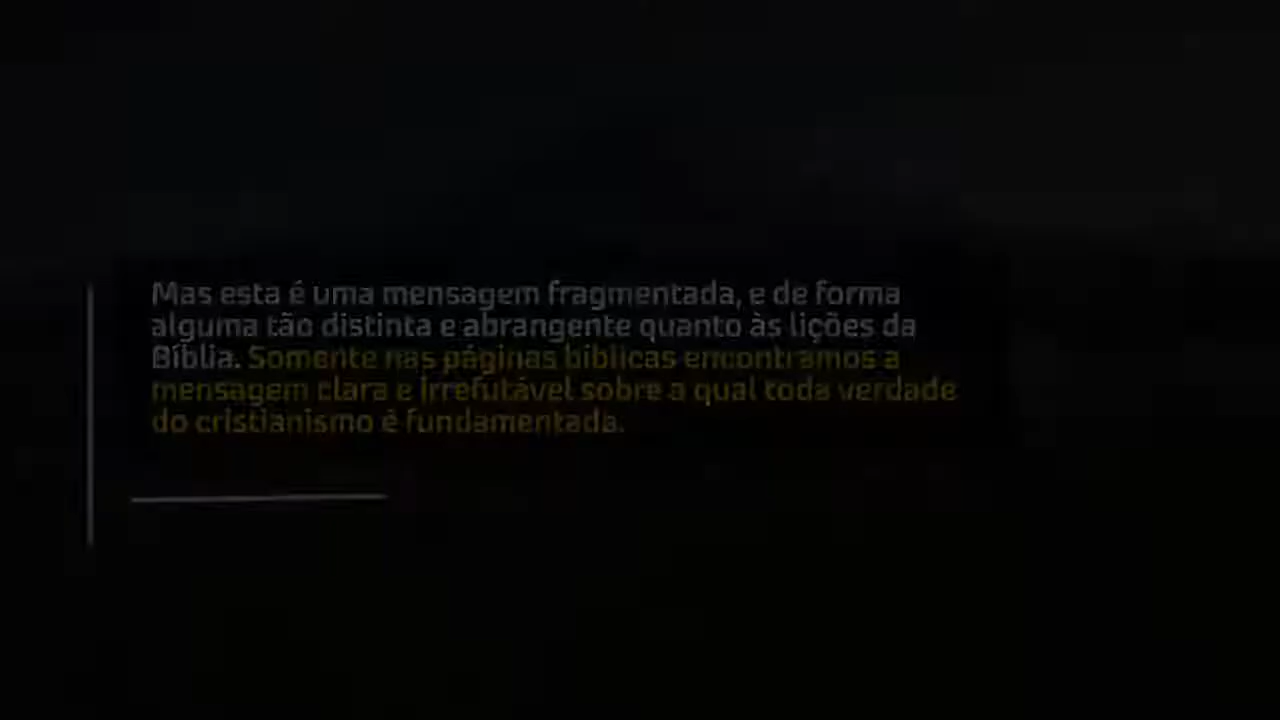 Mas esta é uma mensagem fragmentada, e de forma
alguma tão distinta e abrangente quanto às lições da
Bíblia. Somente nas páginas bíblicas encontramos a
mensagem clara e irrefutável sobre a qual toda verdade
do cristianismo é fundamentada.